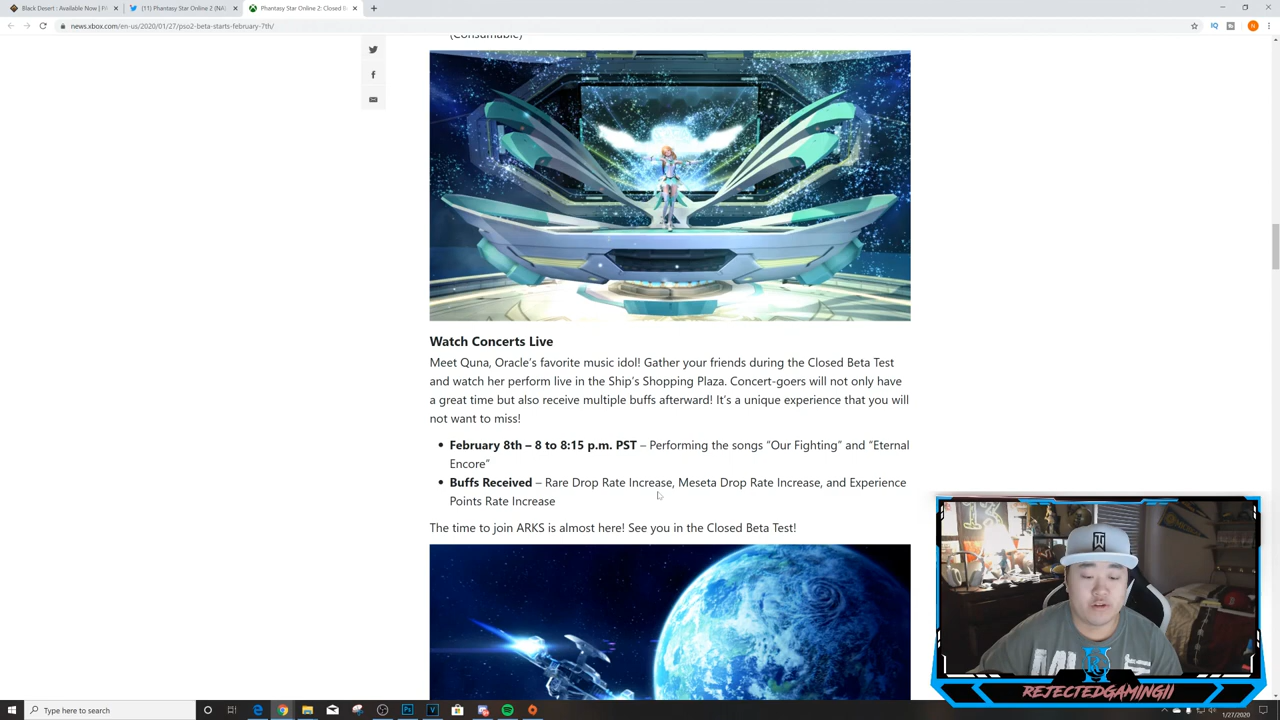 Black Desert : Available Now | Fi
(11) Phantasy Star Online 2 (NA)
Phantasy Star Online 2: Closed B
news.xbox.com/en-us/2020/01/27/pso2-beta-starts-february-7th/
(Consumable)
Watch Concerts Live
Meet Quna, Oracle's favorite music idol! Gather your friends during the Closed Beta Test
and watch her perform live in the Ship's Shopping Plaza. Concert-goers will not only have
a great time but also receive multiple buffs afterward! It's a unique experience that you will
not want to miss!
• February 8th – 8 to 8:15 p.m. PST – Performing the songs "Our Fighting" and "Eternal
Encore"
• Buffs Received – Rare Drop Rate Increase, Meseta Drop Rate Increase, and Experience
Points Rate Increase
The time to join ARKS is almost here! See you in the Closed Beta Test!
REJECTEDGAMINGII
Type here to search
1/27/2020